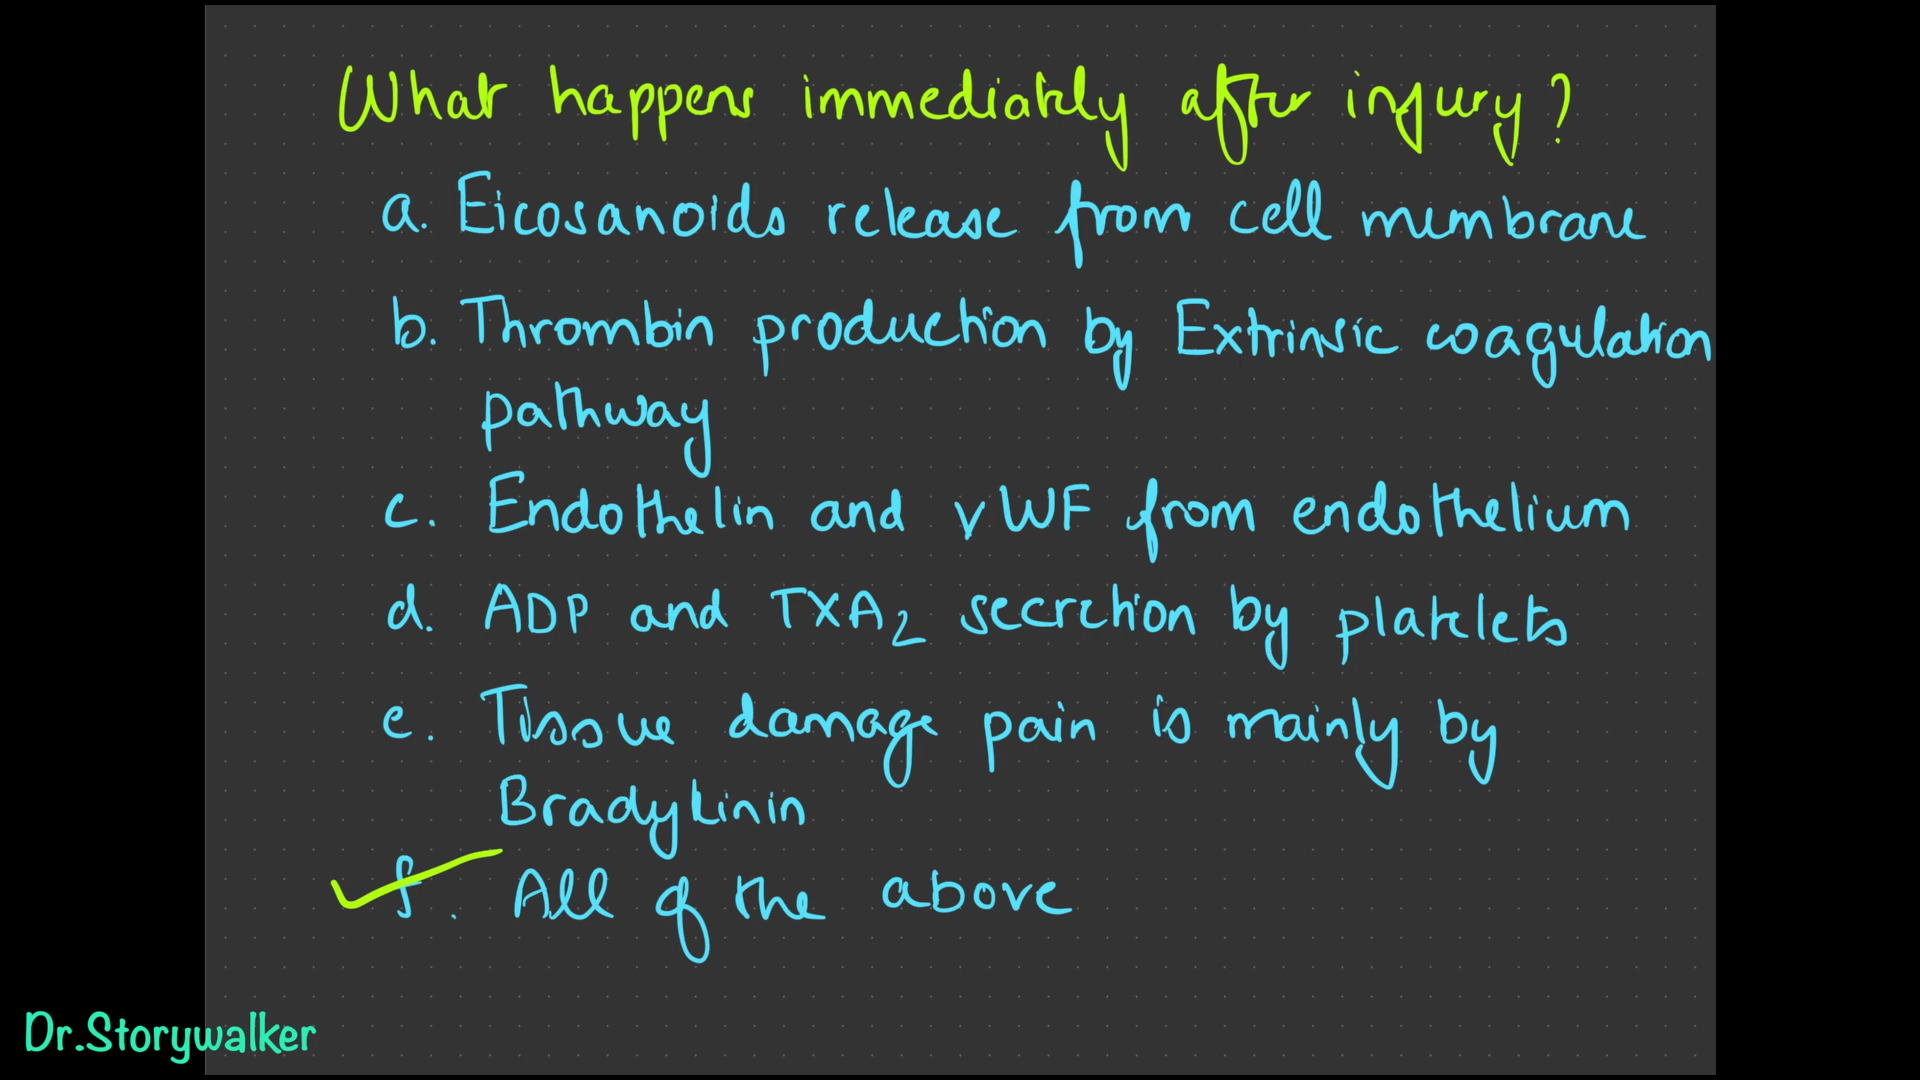 What happens immediately after injury?
a. Eicosanoids release from cell membrane
b. Thrombin production by Extrinsic coagulation
pathway
c. Endothelin and vWF from endothelium
d. ADP and TXA2 secretion by platelets
e. Tissue damage pain is mainly by
Bradykinin
f. All of the above
Dr.Storywalker